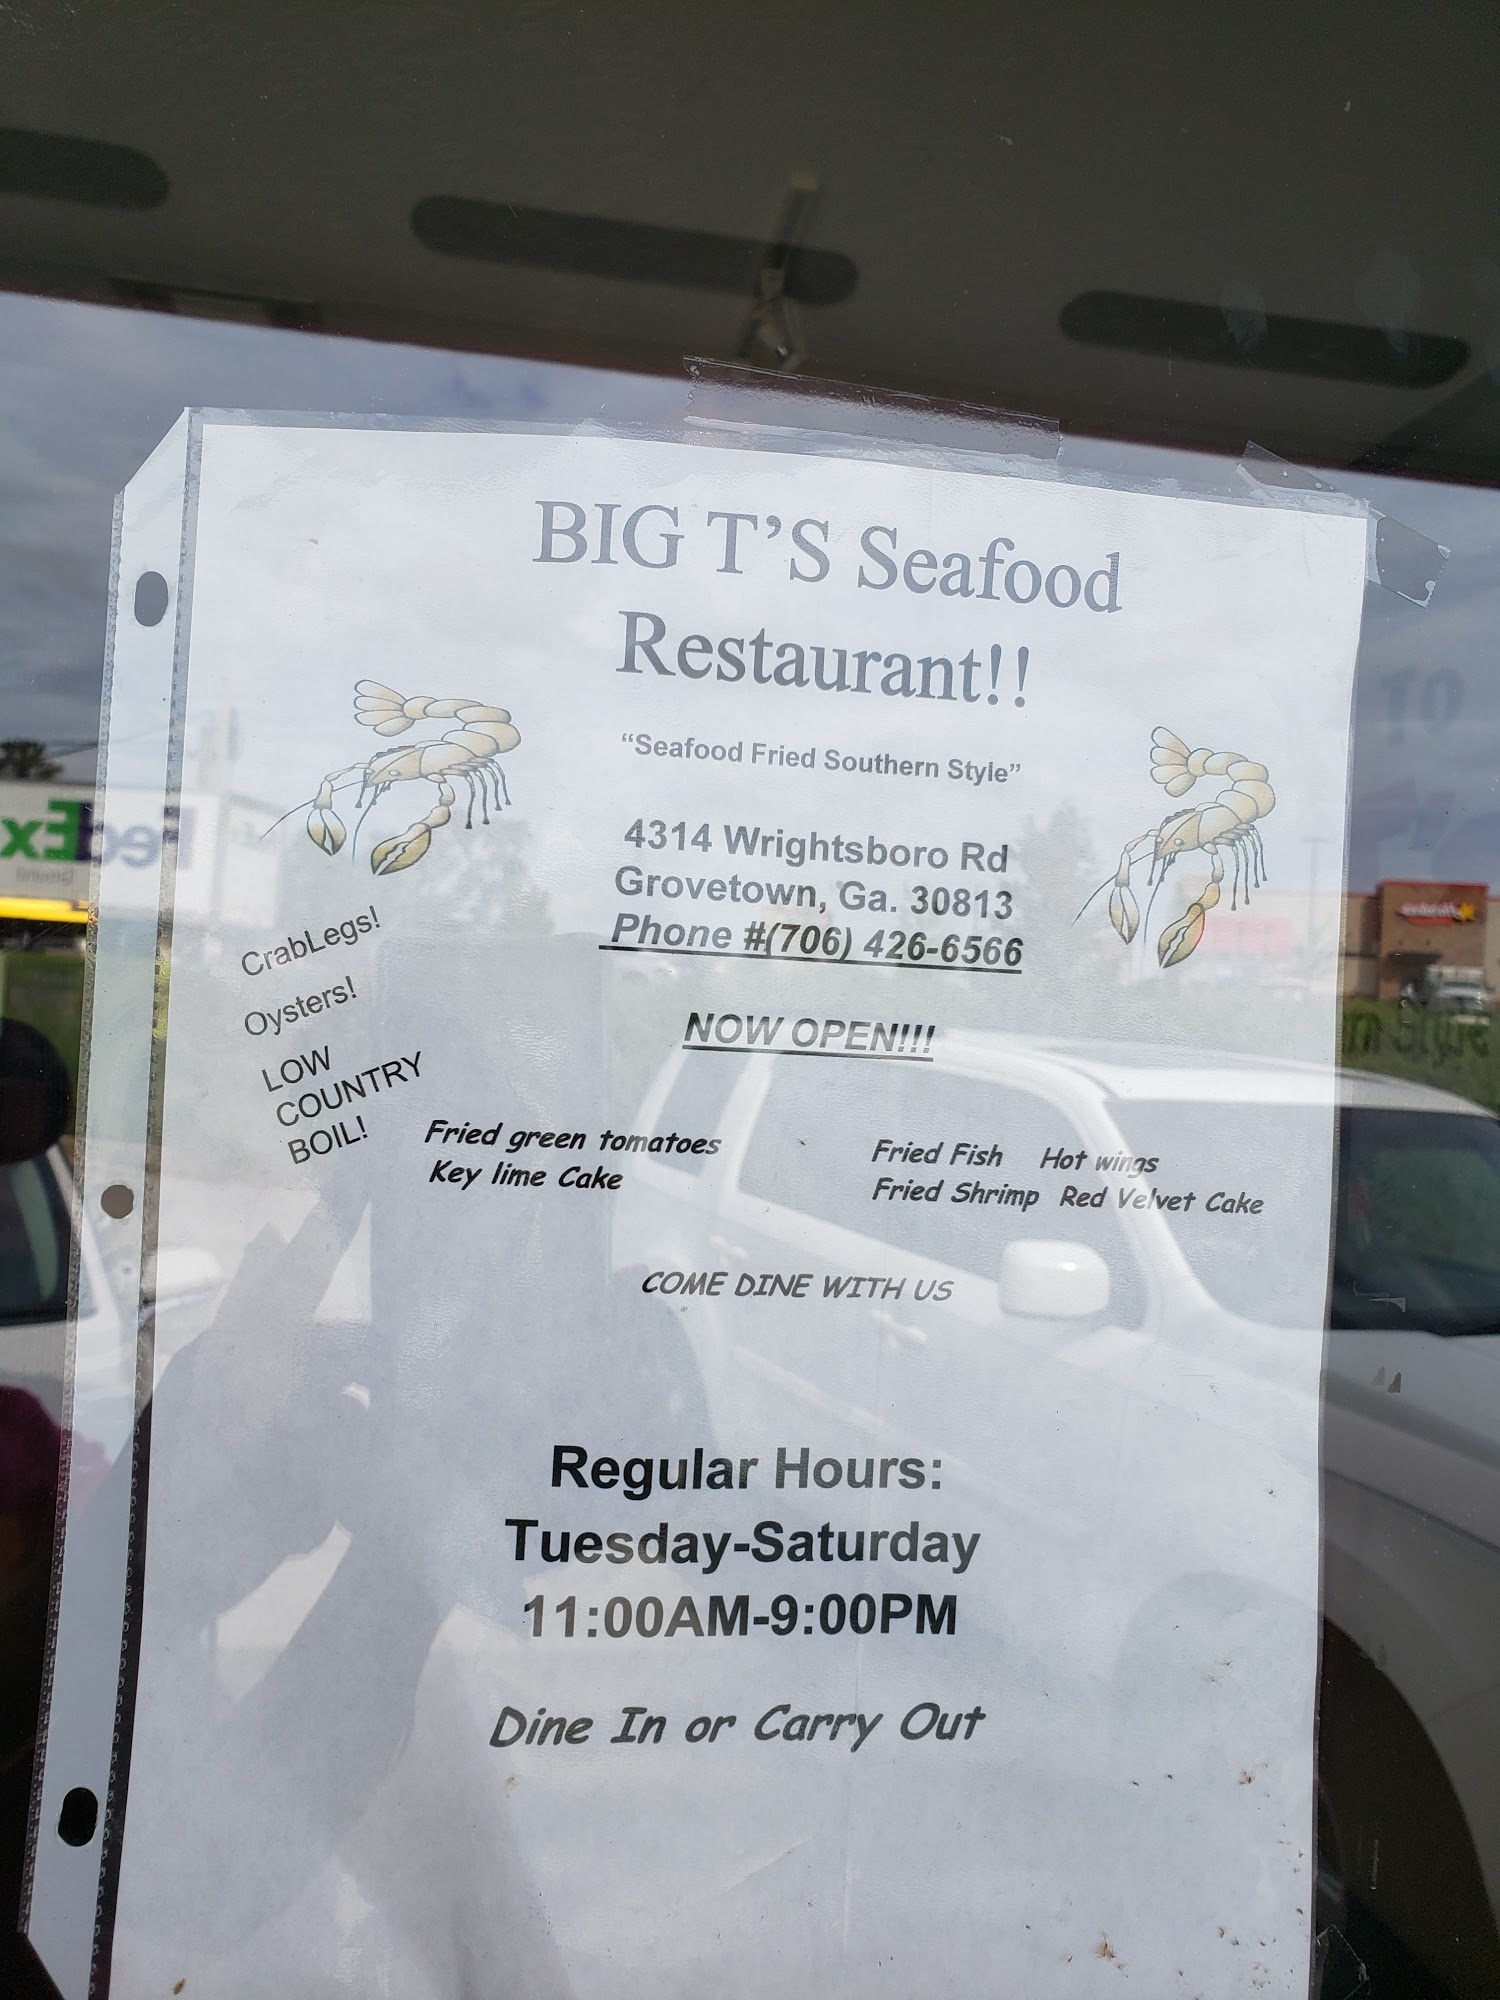 BIG T'S Seafood
Restaurant!!
"Seafood Fried Southern Style"
4314 Wrightsboro Rd
Grovetown, Ga. 30813
Phone #(706) 426-6566
CrabLegs!
Oysters!
LOW
COUNTRY
BOIL!
NOW OPEN!!!
Fried green tomatoes
Key lime Cake
Fried Fish Hot wings
Fried Shrimp Red Velvet Cake
COME DINE WITH US
Regular Hours:
Tuesday-Saturday
11:00AM-9:00PM
Dine In or Carry Out
FedEx
Ground